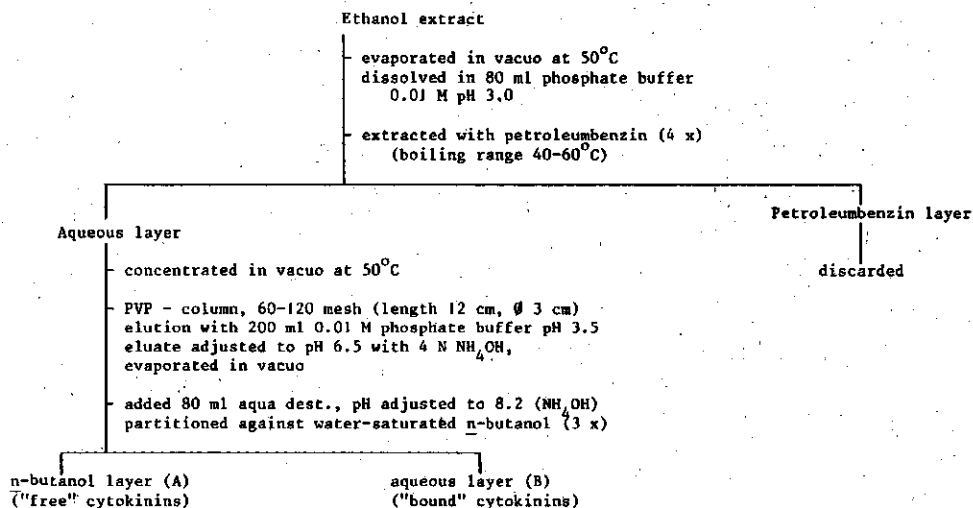 Ethanol extract
- evaporated in vacuo at 50°C
dissolved in 80 ml phosphate buffer
0.01 M pH 3.0
- extracted with petroleumbenzin (4 x)
(boiling range 40-60°C)
Petroleumbenzin layer
discarded
Aqueous layer
- concentrated in vacuo at 50°C
- PVP - column, 60-120 mesh (length 12 cm, Ø 3 cm)
elution with 200 ml 0.01 M phosphate buffer pH 3.5
eluate adjusted to pH 6.5 with 4 N NH4OH,
evaporated in vacuo
- added 80 ml aqua dest., pH adjusted to 8.2 (NH4OH)
partitioned against water-saturated n-butanol (3 x)
n-butanol layer (A)
("free" cytokinins)
aqueous layer (B)
("bound" cytokinins)